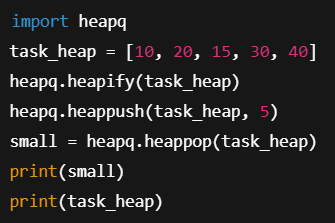 import heapq
task_heap = [10, 20, 15, 30, 40]
heapq.heapify(task_heap)
heapq.heappush(task_heap, 5)
small = heapq.heappop(task_heap)
print(small)
print(task_heap)